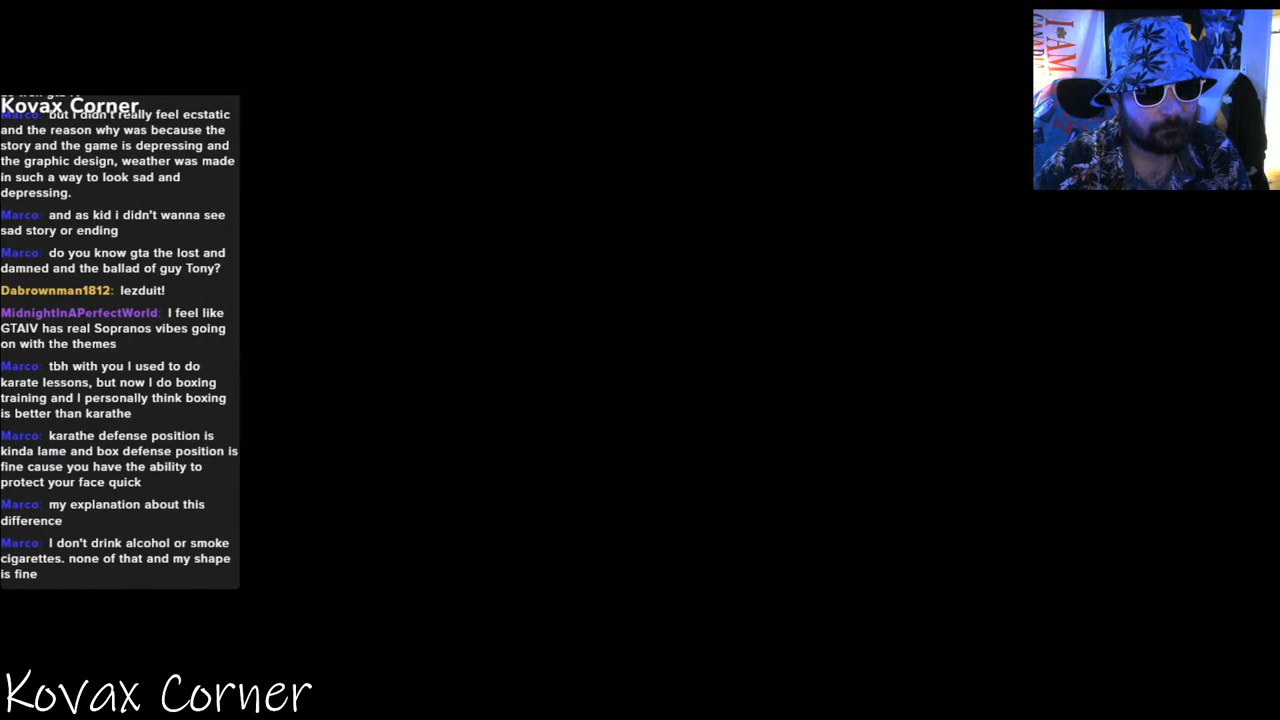 Kovax Corner
Marco: but I didn't really feel ecstatic
and the reason why was because the
story and the game is depressing and
the graphic design, weather was made
in such a way to look sad and
depressing.
Marco: and as kid i didn't wanna see
sad story or ending
Marco: do you know gta the lost and
damned and the ballad of guy Tony?
Dabrownman1812: lezduit!
MidnightInAPerfectWorld: I feel like
GTAIV has real Sopranos vibes going
on with the themes
Marco: tbh with you I used to do
karate lessons, but now I do boxing
training and I personally think boxing
is better than karathe
Marco: karathe defense position is
kinda lame and box defense position is
fine cause you have the ability to
protect your face quick
Marco: my explanation about this
difference
Marco: I don't drink alcohol or smoke
cigarettes. none of that and my shape
is fine
I AM
Kovax Corner